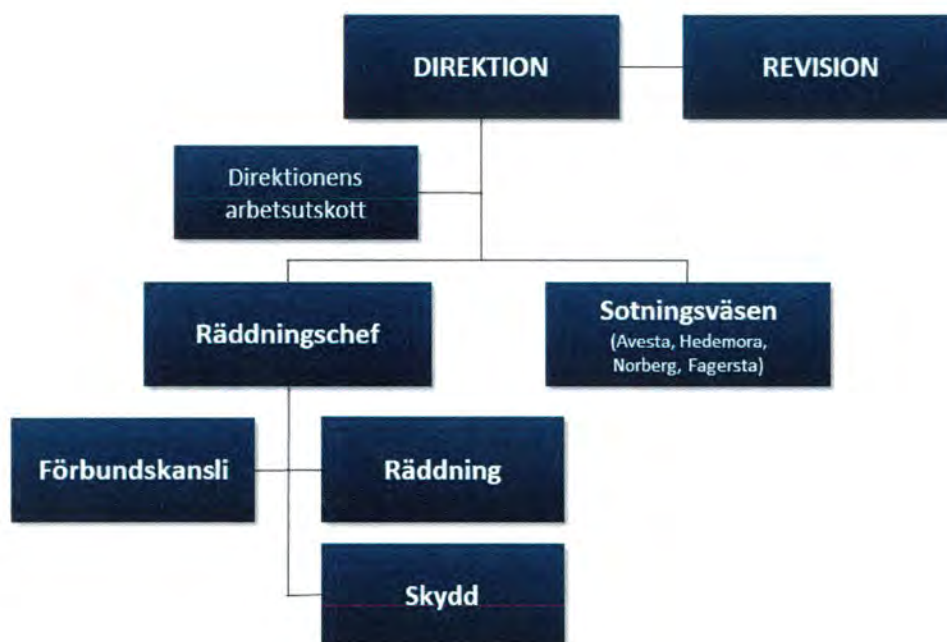 DIREKTION
REVISION
Direktionens
arbetsutskott
Räddningschef
Sotningsväsen
(Avesta, Hedemora,
Norberg, Fagersta)
Förbundskansli
Räddning
Skydd